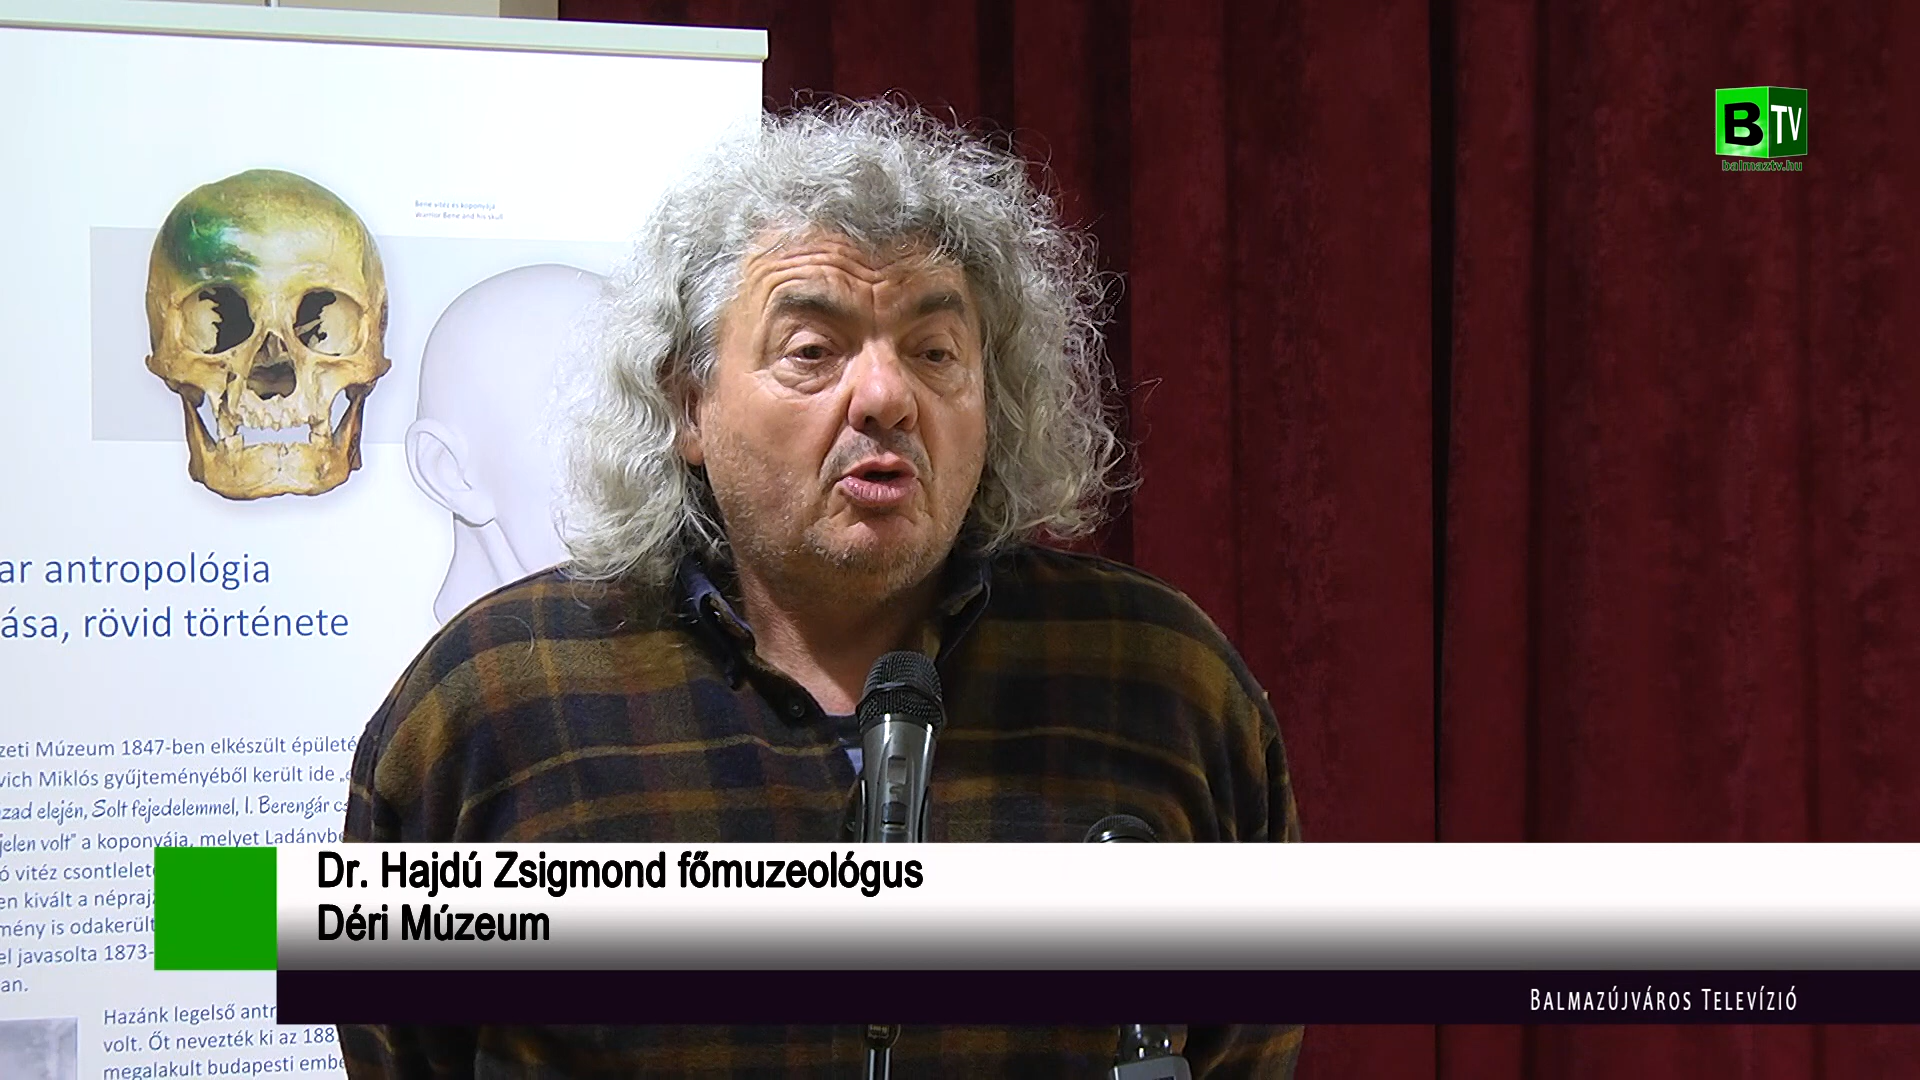 B TV
balmaztv.hu
Bene vitéz és koponyája
Warrior Bene and his skull
ar antropológia
ása, rövid története
zeti Múzeum 1847-ben elkészült épületé
vich Miklós gyűjteményéből került ide „
zad elején, Solt fejedelemmel, I. Berengár cs
jelen volt” a koponyája, melyet Ladánybe
ó vitéz csontlelet
en kivált a népraj
mény is odakerült
el javasolta 1873-
an.
Hazánk legelső antr
volt. Őt nevezték ki az 188
megalakult budapesti embe
Dr. Hajdú Zsigmond főmuzeológus
Déri Múzeum
BALMAZÚJVÁROS TELEVÍZIÓ